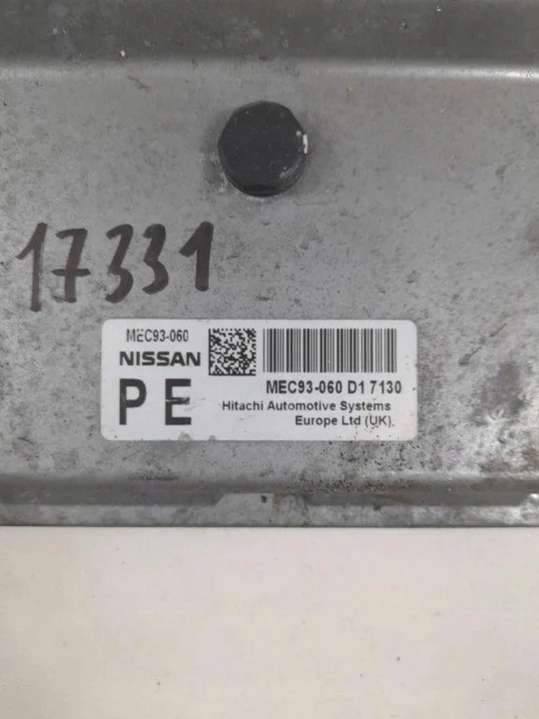 17331
MEC93-060
NISSAN
P E
MEC93-060 D1 7130
Hitachi Automotive Systems
Europe Ltd (UK).